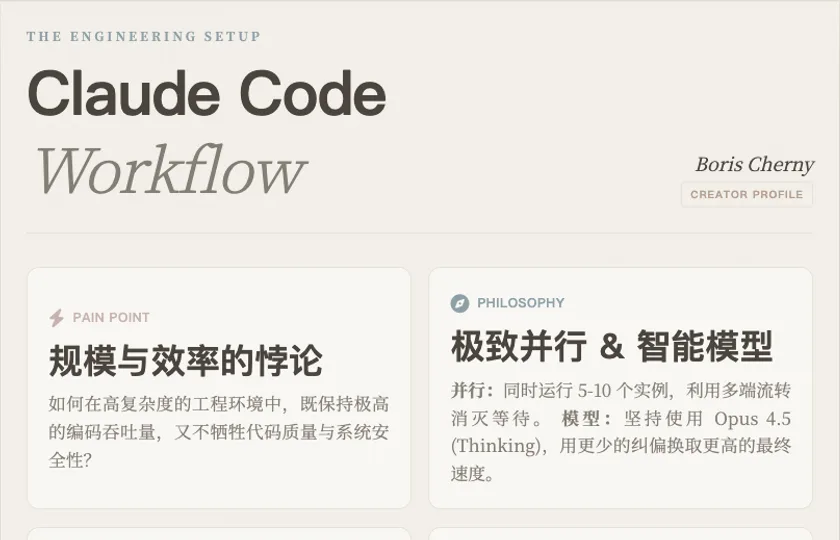 THE ENGINEERING SETUP
Claude Code
Workflow
Boris Cherny
CREATOR PROFILE
PAIN POINT
规模与效率的悖论
如何在高复杂度的工程环境中，既保持极高
的编码吞吐量，又不牺牲代码质量与系统安
全性？
PHILOSOPHY
极致并行 & 智能模型
并行：同时运行 5-10 个实例，利用多端流转
消灭等待。 模型：坚持使用 Opus 4.5
(Thinking)，用更少的纠偏换取更高的最终
速度。